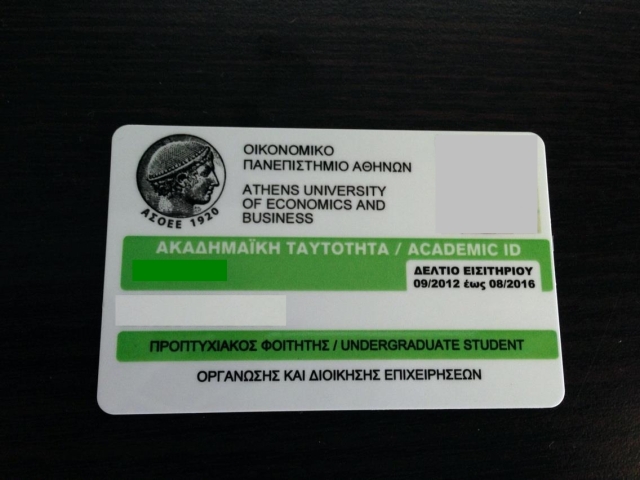 ΟΙΚΟΝΟΜΙΚΟ
ΠΑΝΕΠΙΣΤΗΜΙΟ ΑΘΗΝΩΝ
ATHENS UNIVERSITY
OF ECONOMICS AND
BUSINESS
ΑΣΟΕΕ 1920
ΑΚΑΔΗΜΑΪΚΗ ΤΑΥΤΟΤΗΤΑ / ACADEMIC ID
ΔΕΛΤΙΟ ΕΙΣΙΤΗΡΙΟΥ
09/2012 έως 08/2016
ΠΡΟΠΤΥΧΙΑΚΟΣ ΦΟΙΤΗΤΗΣ / UNDERGRADUATE STUDENT
ΟΡΓΑΝΩΣΗΣ ΚΑΙ ΔΙΟΙΚΗΣΗΣ ΕΠΙΧΕΙΡΗΣΕΩΝ